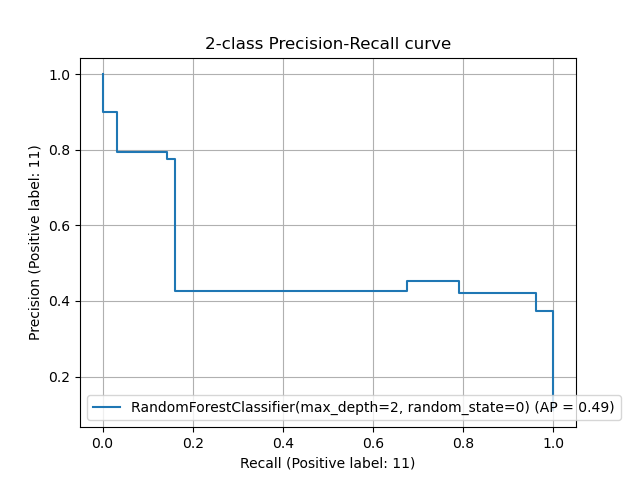 2-class Precision-Recall curve
1.0
0.8
0.6
0.4
0.2
Precision (Positive label: 11)
RandomForestClassifier(max_depth=2, random_state=0) (AP = 0.49)
0.0 0.2 0.4 0.6 0.8 1.0
Recall (Positive label: 11)